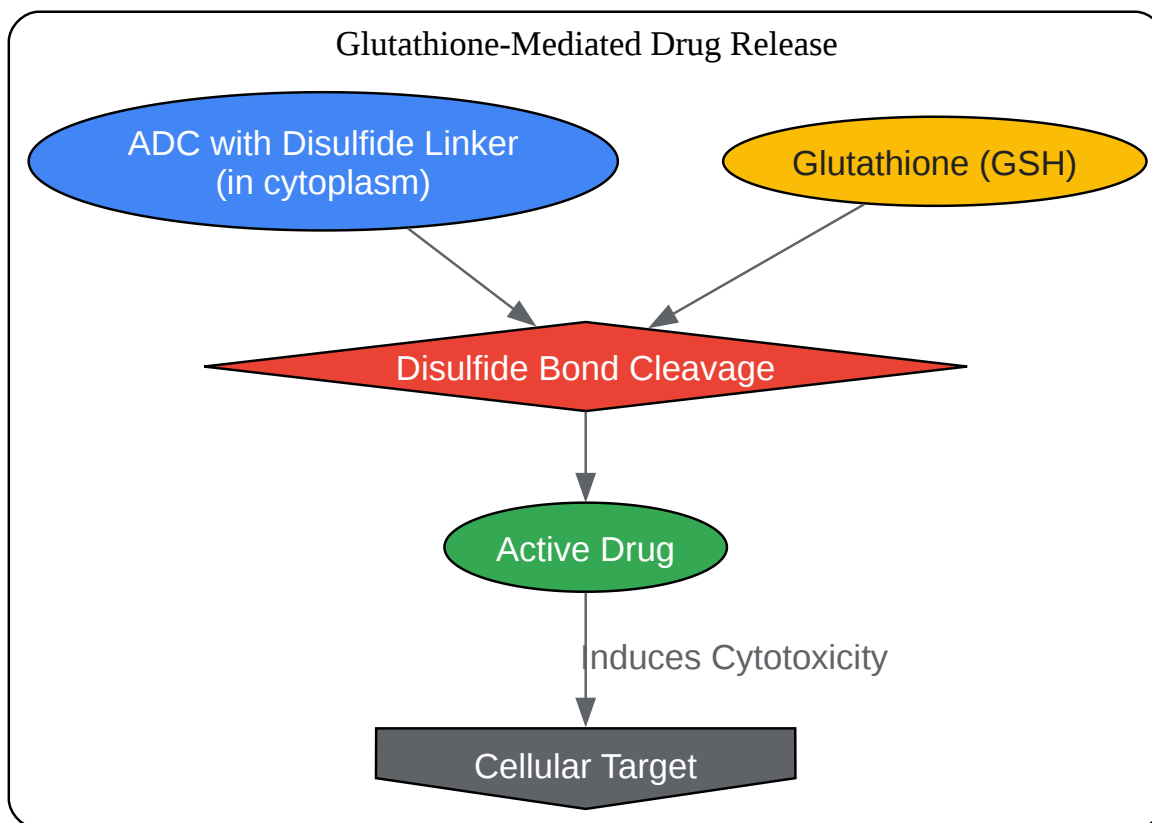 Glutathione-Mediated Drug Release
ADC with Disulfide Linker
(in cytoplasm)
Glutathione (GSH)
Disulfide Bond Cleavage
Active Drug
Induces Cytotoxicity
Cellular Target